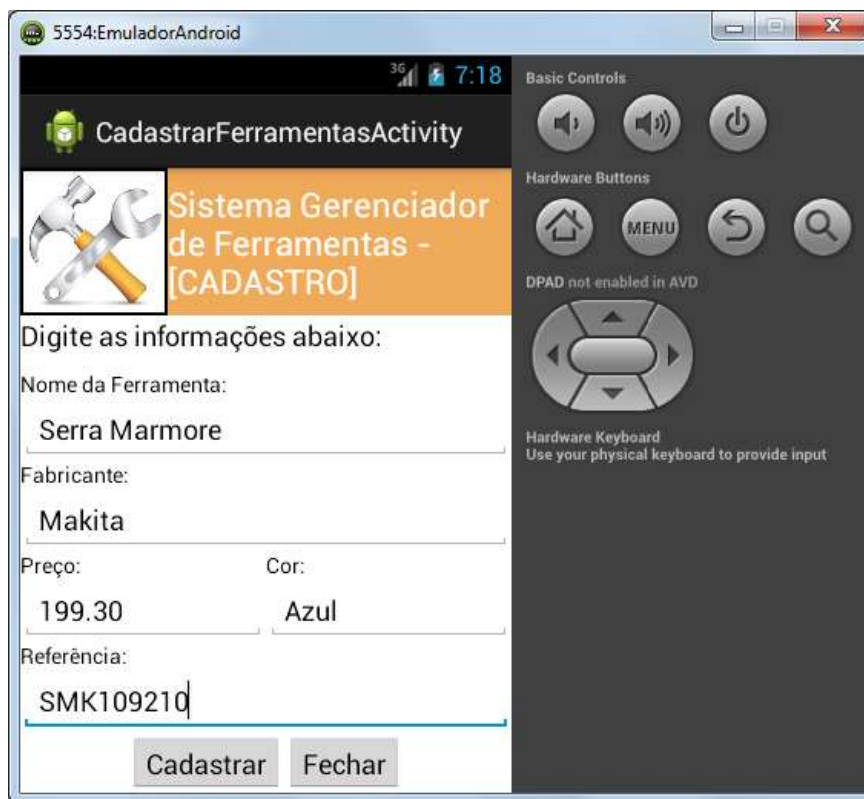 5554:EmuladorAndroid
3G 7:18
CadastrarFerramentasActivity
Sistema Gerenciador
de Ferramentas -
[CADASTRO]
Digite as informações abaixo:
Nome da Ferramenta:
Serra Marmore
Fabricante:
Makita
Preço: Cor:
199.30 Azul
Referência:
SMK109210
Cadastrar Fechar
Basic Controls
Hardware Buttons
MENU
DPAD not enabled in AVD
Hardware Keyboard
Use your physical keyboard to provide input